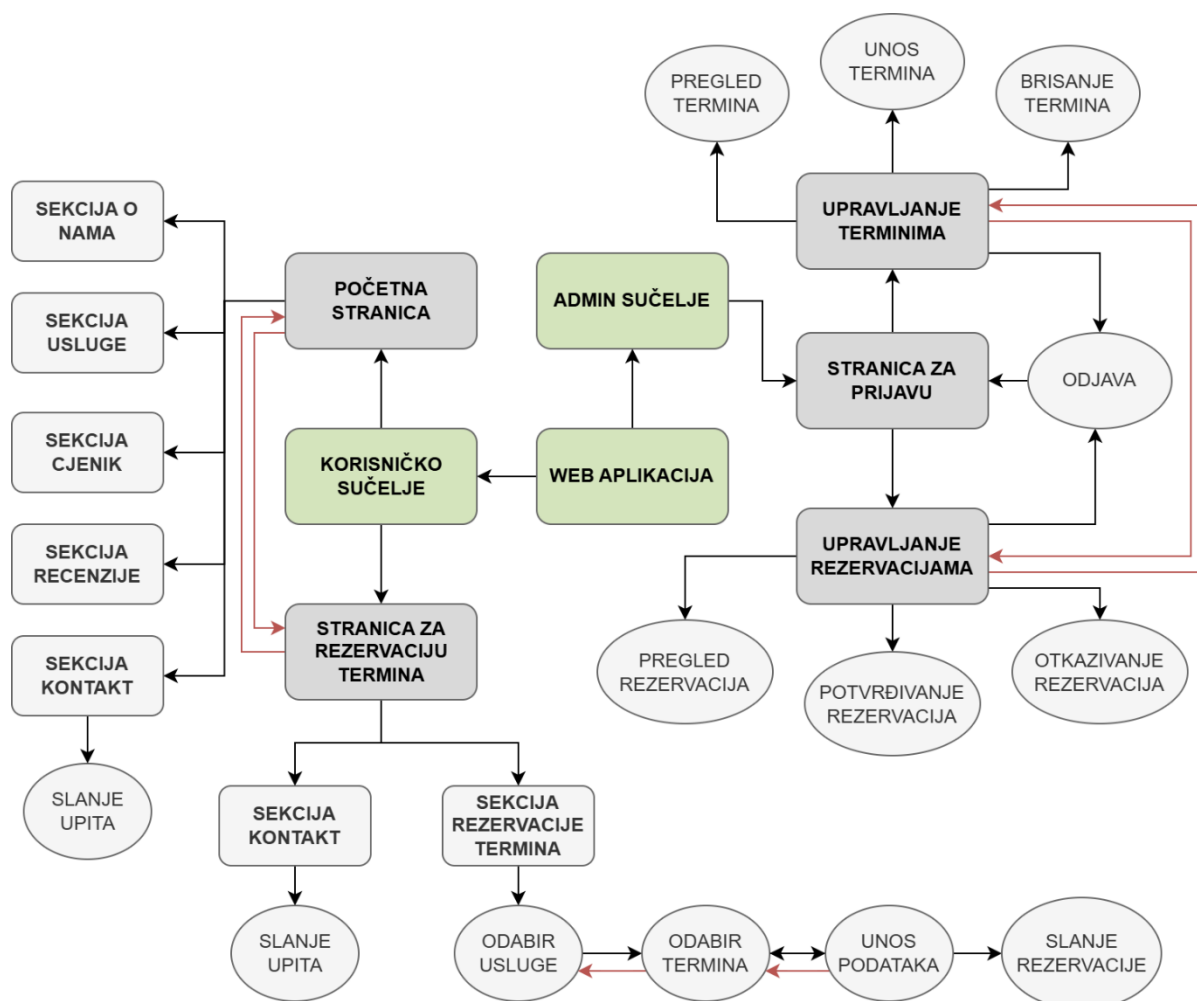 UNOS
TERMINA
PREGLED
TERMINA
BRISANJE
TERMINA
SEKCIJA O
NAMA
UPRAVLJANJE
TERMINIMA
POČETNA
STRANICA
ADMIN SUČELJE
SEKCIJA
USLUGE
STRANICA ZA
PRIJAVU
ODJAVA
SEKCIJA
CJENIK
KORISNIČKO
SUČELJE
WEB APLIKACIJA
SEKCIJA
RECENZIJE
UPRAVLJANJE
REZERVACIJAMA
STRANICA ZA
REZERVACIJU
TERMINA
SEKCIJA
KONTAKT
PREGLED
REZERVACIJA
POTVRĐIVANJE
REZERVACIJA
OTKAZIVANJE
REZERVACIJA
SLANJE
UPITA
SEKCIJA
KONTAKT
SEKCIJA
REZERVACIJE
TERMINA
SLANJE
UPITA
ODABIR
USLUGE
ODABIR
TERMINA
UNOS
PODATAKA
SLANJE
REZERVACIJE